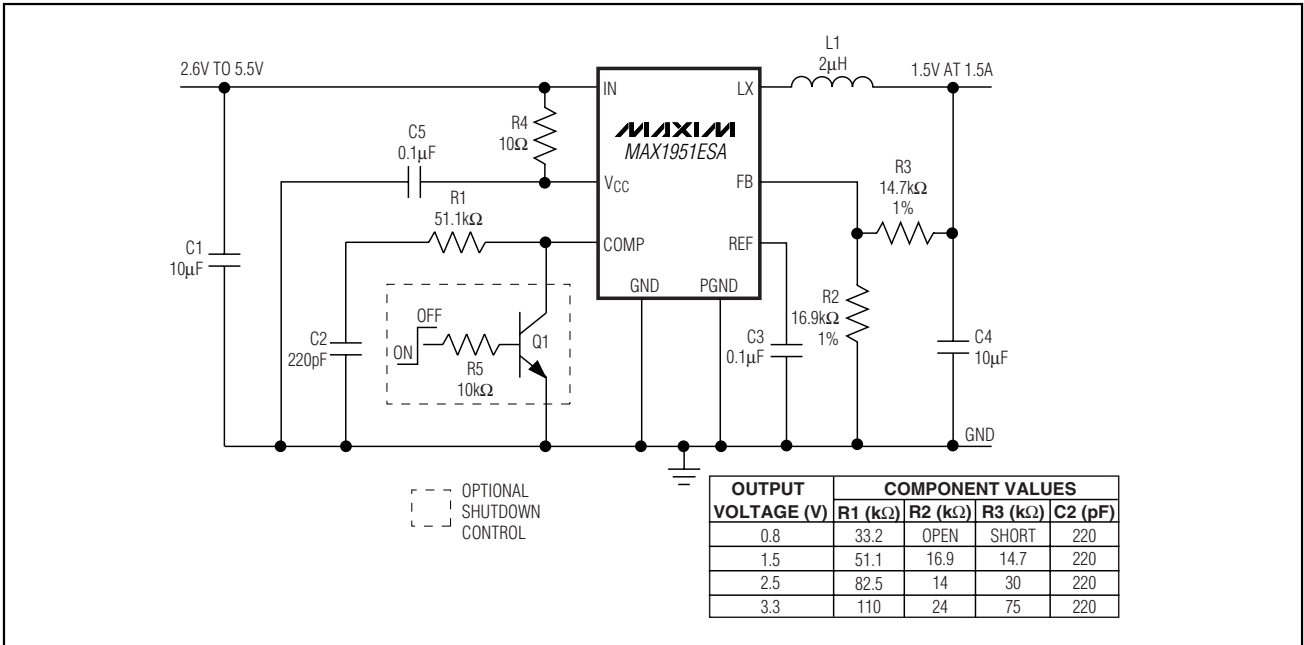 2.6V TO 5.5V
L1
2μH
1.5V AT 1.5A
IN
LX
R4
10Ω
MAXIM
MAX1951ESA
C5
0.1μF
VCC
FB
R3
14.7kΩ
1%
R1
51.1kΩ
COMP
REF
C1
10μF
GND
PGND
OFF
ON
Q1
R5
10kΩ
C2
220pF
R2
16.9kΩ
1%
C3
0.1μF
C4
10μF
GND
OPTIONAL
SHUTDOWN
CONTROL
OUTPUT VOLTAGE (V) COMPONENT VALUES
R1 (kΩ) R2 (kΩ) R3 (kΩ) C2 (pF)
0.8 33.2 OPEN SHORT 220
1.5 51.1 16.9 14.7 220
2.5 82.5 14 30 220
3.3 110 24 75 220